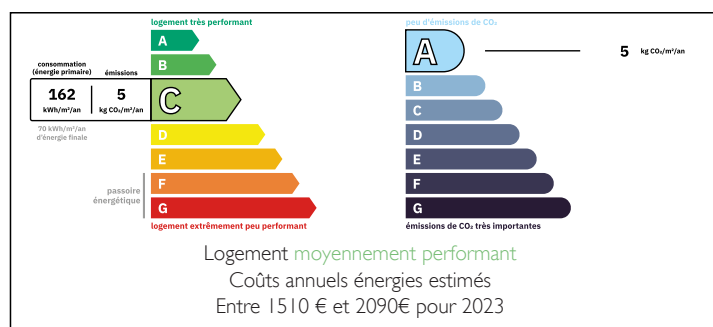 logement très performant
A
B
consommation
(énergie primaire)
émissions
162
kWh/m²/an
5
kg CO₂/m²/an
C
70 kWh/m²/an
d'énergie finale
D
E
passoire
énergétique
F
G
logement extrêmement peu performant
peu d'émissions de CO₂
A
5 kg CO₂/m²/an
B
C
D
E
F
G
émissions de CO₂ très importantes
Logement moyennement performant
Coûts annuels énergies estimés
Entre 1510 € et 2090€ pour 2023